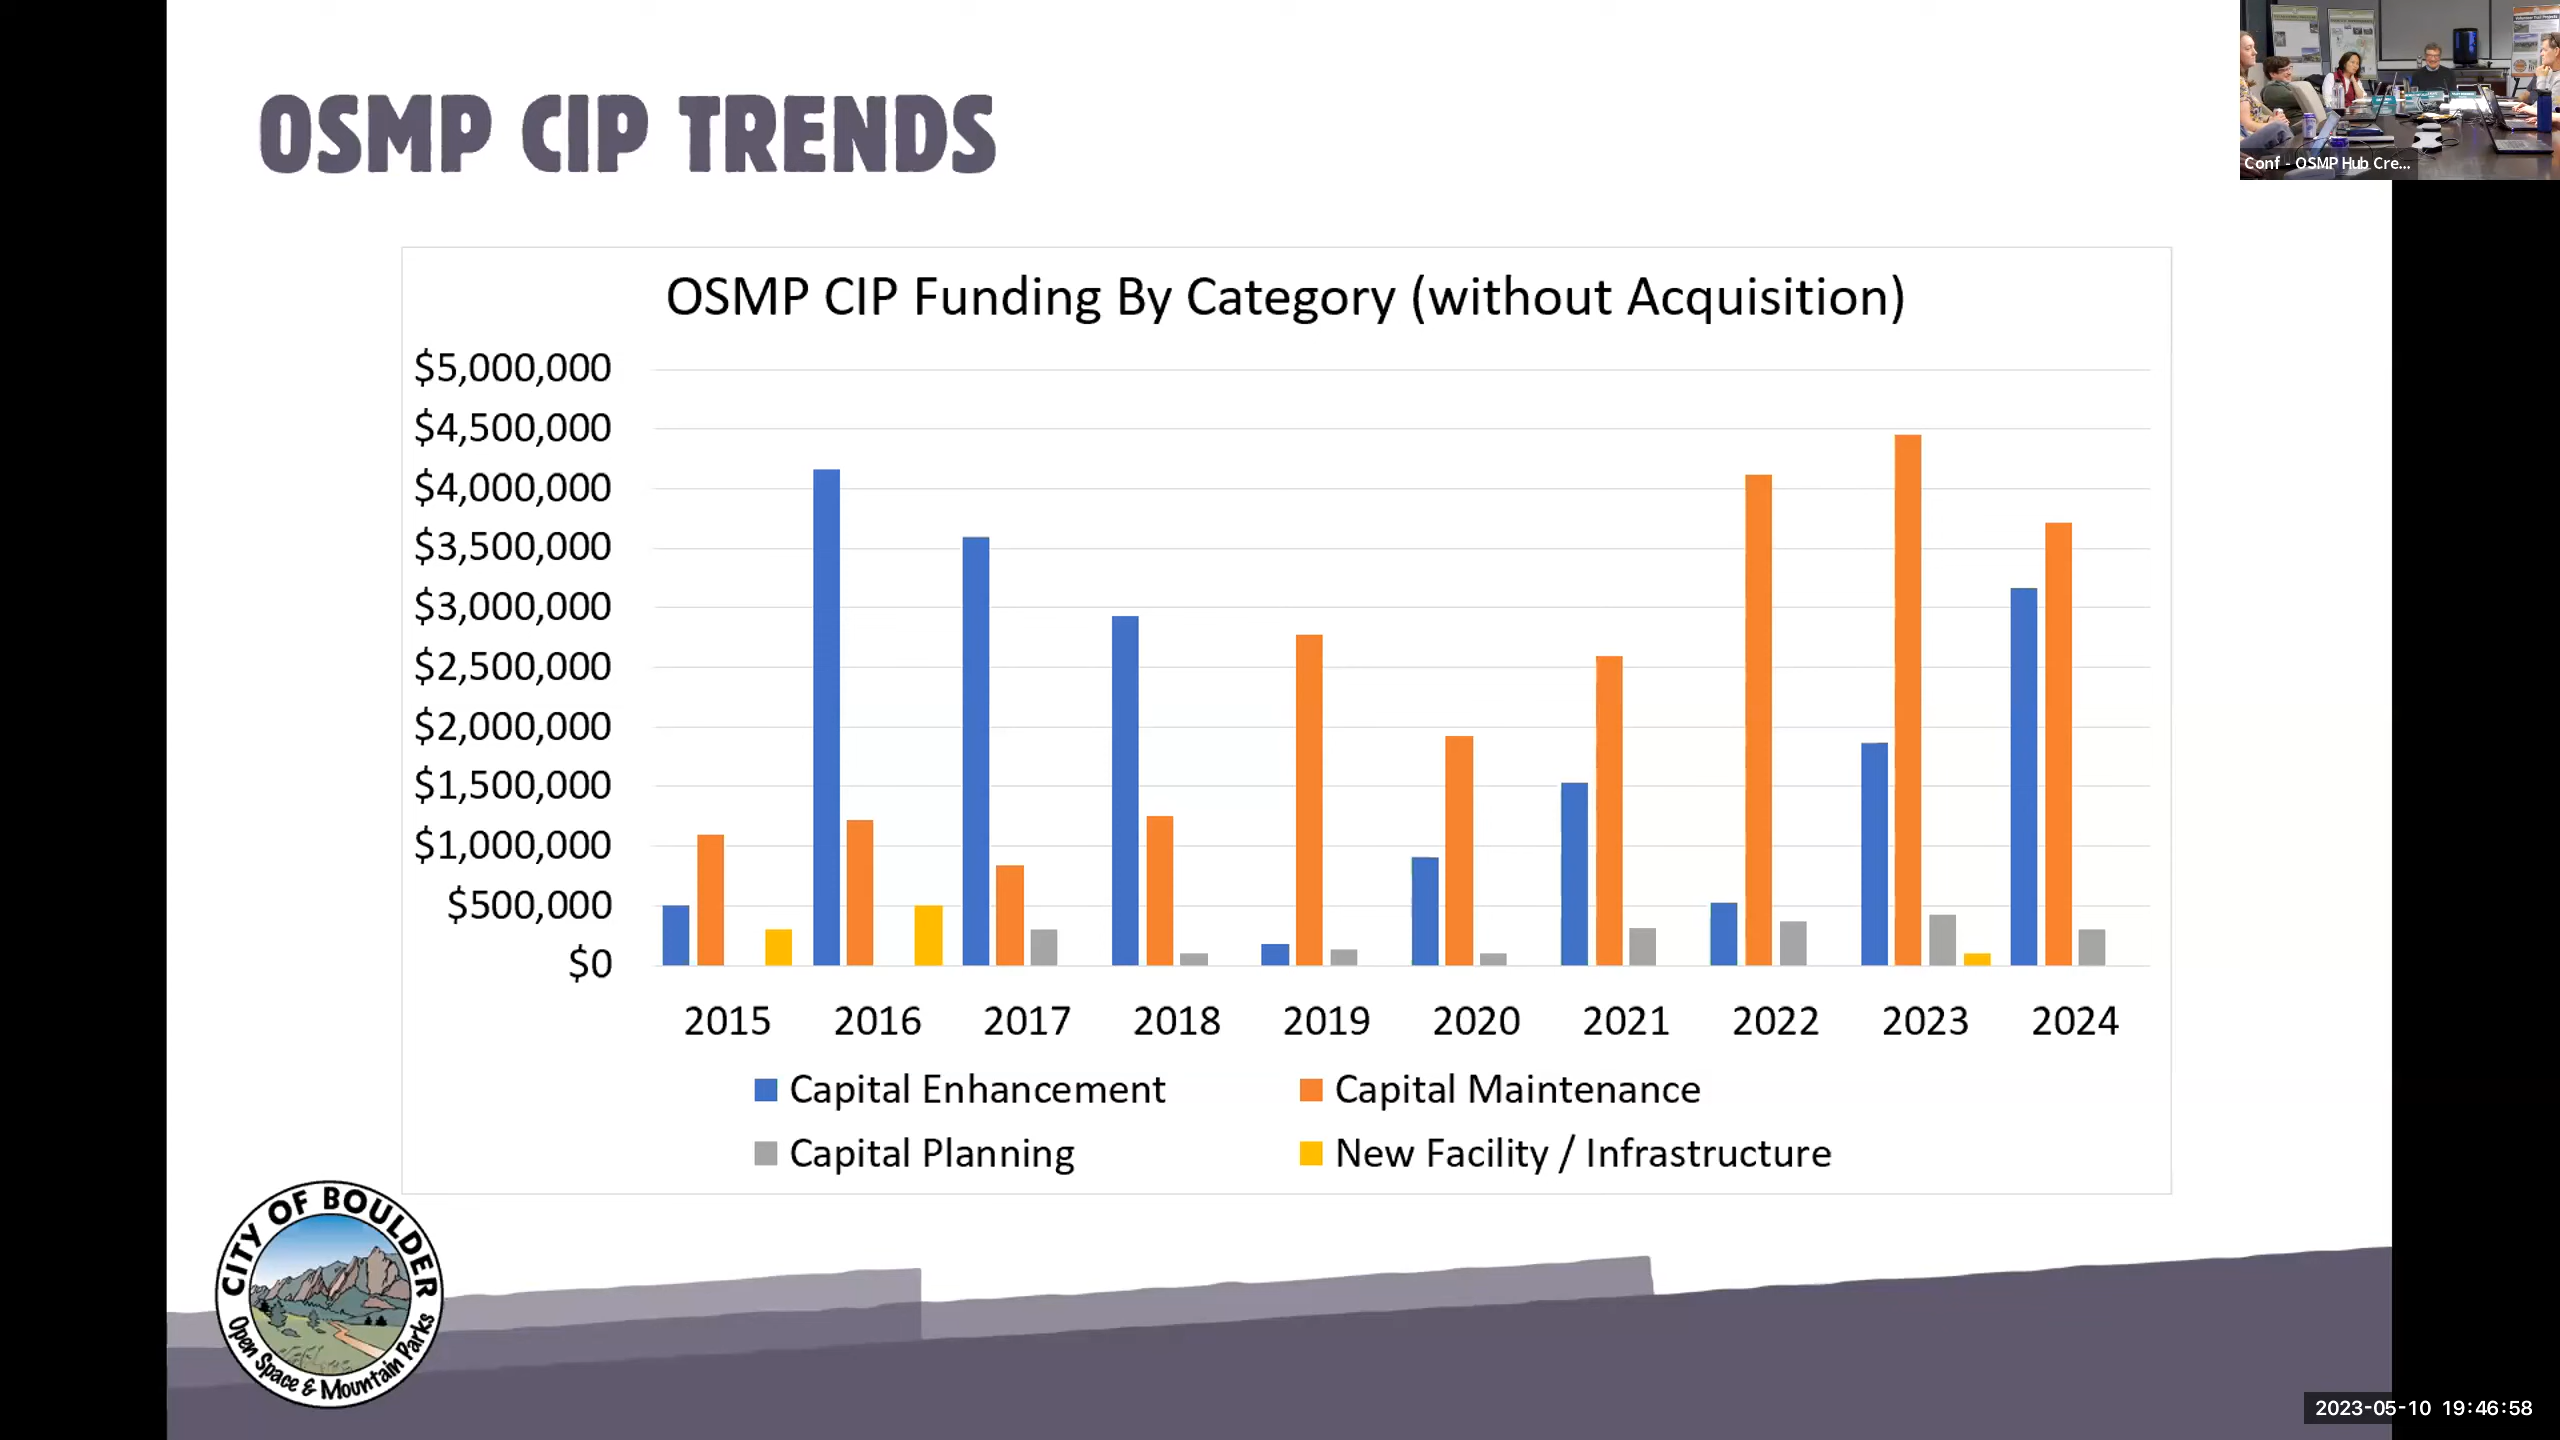 OSMP CIP TRENDS
Conf - OSMP Hub Cre...
OSMP CIP Funding By Category (without Acquisition)
$5,000,000
$4,500,000
$4,000,000
$3,500,000
$3,000,000
$2,500,000
$2,000,000
$1,500,000
$1,000,000
$500,000
$0
2015 2016 2017 2018 2019 2020 2021 2022 2023 2024
Capital Enhancement
Capital Maintenance
Capital Planning
New Facility / Infrastructure
CITY OF BOULDER
Open Space & Mountain Parks
2023-05-10 19:46:58